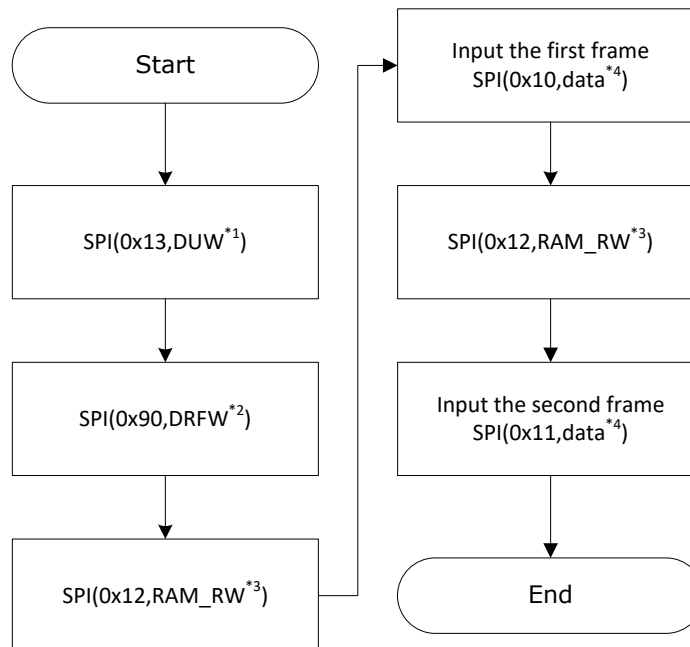 Start
SPI(0x13,DUW*1)
SPI(0x90,DRFW*2)
SPI(0x12,RAM_RW*3)
Input the first frame
SPI(0x10,data*4)
SPI(0x12,RAM_RW*3)
Input the second frame
SPI(0x11,data*4)
End